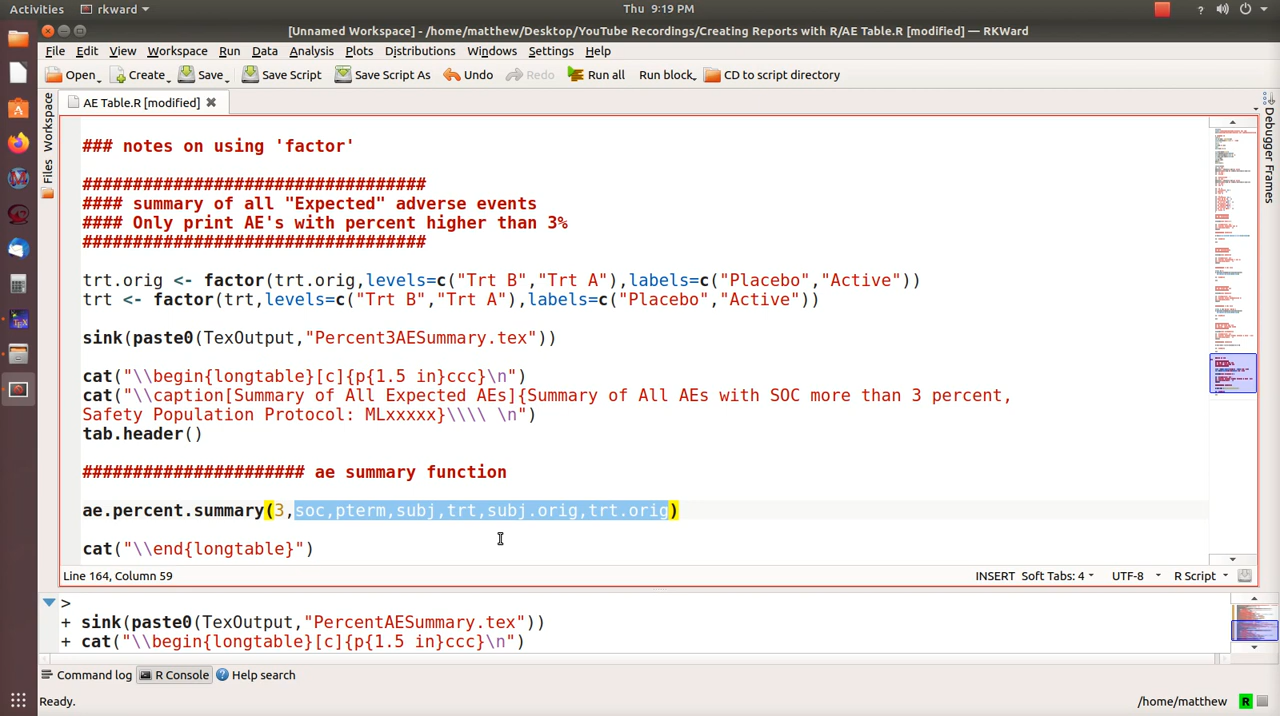 Activities
rkward
Thu 9:19 PM
?
[Unnamed Workspace] - /home/matthew/Desktop/YouTube Recordings/Creating Reports with R/AE Table.R [modified] — RKWard
File Edit View Workspace Run Data Analysis Plots Distributions Windows Settings Help
Open Create Save Save Script Save Script As Undo Redo Run all Run block CD to script directory
AE Table.R [modified]
Workspace
Files
Debugger Frames
### notes on using 'factor'
##################################
#### summary of all "Expected" adverse events
#### Only print AE's with percent higher than 3%
##################################
trt.orig <- factor(trt.orig,levels=c("Trt B", "Trt A"),labels=c("Placebo","Active"))
trt <- factor(trt,levels=c("Trt B","Trt A"),labels=c("Placebo","Active"))
sink(paste0(TexOutput,"Percent3AESummary.tex"))
cat("\\begin{longtable}[c]{p{1.5 in}ccc}\n")
cat("\\caption[Summary of All Expected AEs]{Summary of All AEs with SOC more than 3 percent,
Safety Population Protocol: MLxxxxx}\\\\ \n")
tab.header()
###################### ae summary function
ae.percent.summary(3,soc,pterm,subj,trt,subj.orig,trt.orig)
cat("\\end{longtable}")
Line 164, Column 59
INSERT Soft Tabs: 4 UTF-8 R Script
>
+ sink(paste0(TexOutput,"PercentAESummary.tex"))
+ cat("\\begin{longtable}[c]{p{1.5 in}ccc}\n")
Command log R Console Help search
Ready.
/home/matthew R